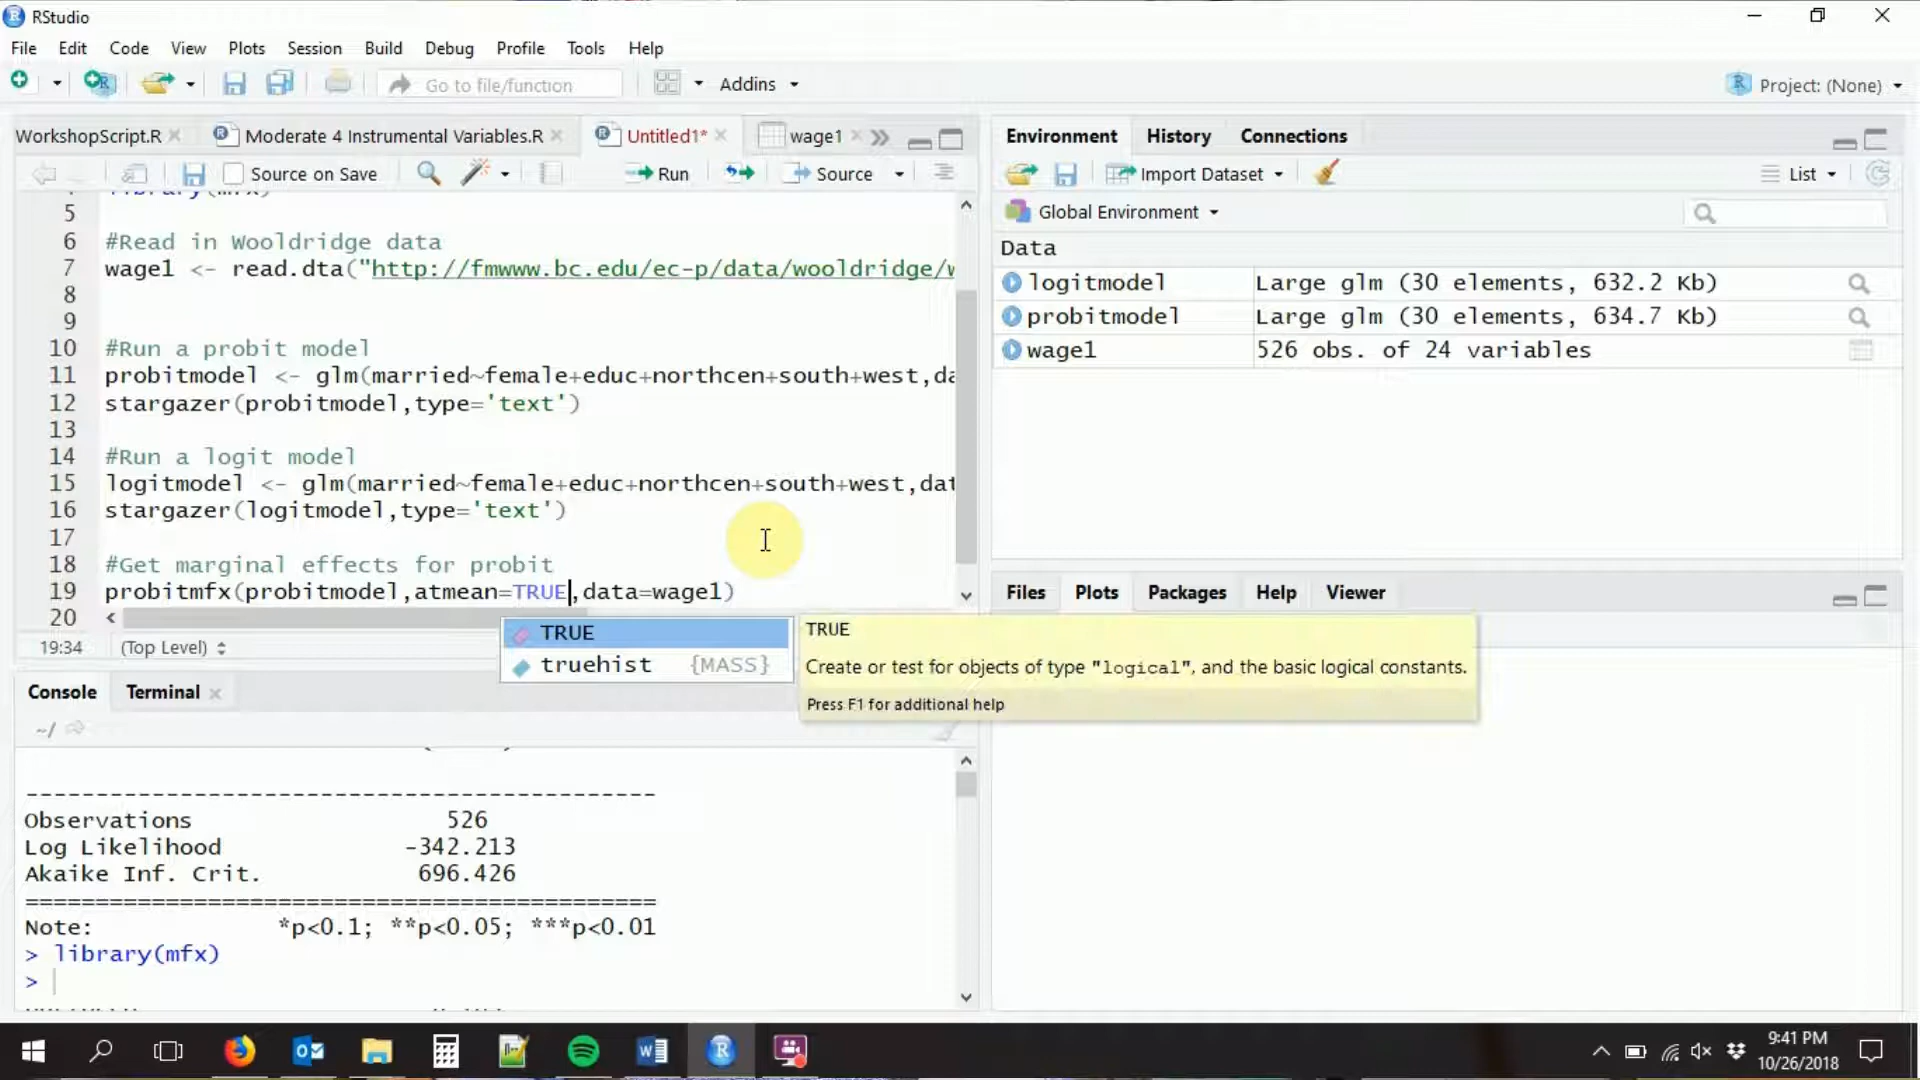 RStudio
File Edit Code View Plots Session Build Debug Profile Tools Help
Go to file/function Addins Project: (None)
WorkshopScript.R Moderate 4 Instrumental Variables.R Untitled1* wage1
Source on Save Run Source
library(mfx)
5
6 #Read in Wooldridge data
7 wage1 <- read.dta("http://fmwww.bc.edu/ec-p/data/wooldridge/w
8
9
10 #Run a probit model
11 probitmodel <- glm(married~female+educ+northcen+south+west,da
12 stargazer(probitmodel,type='text')
13
14 #Run a logit model
15 logitmodel <- glm(married~female+educ+northcen+south+west,dat
16 stargazer(logitmodel,type='text')
17
18 #Get marginal effects for probit
19 probitmfx(probitmodel,atmean=TRUE,data=wage1)
20
19:34 (Top Level)
TRUE
truehist {MASS}
TRUE
Create or test for objects of type "logical", and the basic logical constants.
Press F1 for additional help
Console Terminal
~/
---------------------------------------------
Observations 526
Log Likelihood -342.213
Akaike Inf. Crit. 696.426
=============================================
Note: *p<0.1; **p<0.05; ***p<0.01
> library(mfx)
>
Environment History Connections
Import Dataset List
Global Environment
Data
logitmodel Large glm (30 elements, 632.2 Kb)
probitmodel Large glm (30 elements, 634.7 Kb)
wage1 526 obs. of 24 variables
Files Plots Packages Help Viewer
9:41 PM
10/26/2018